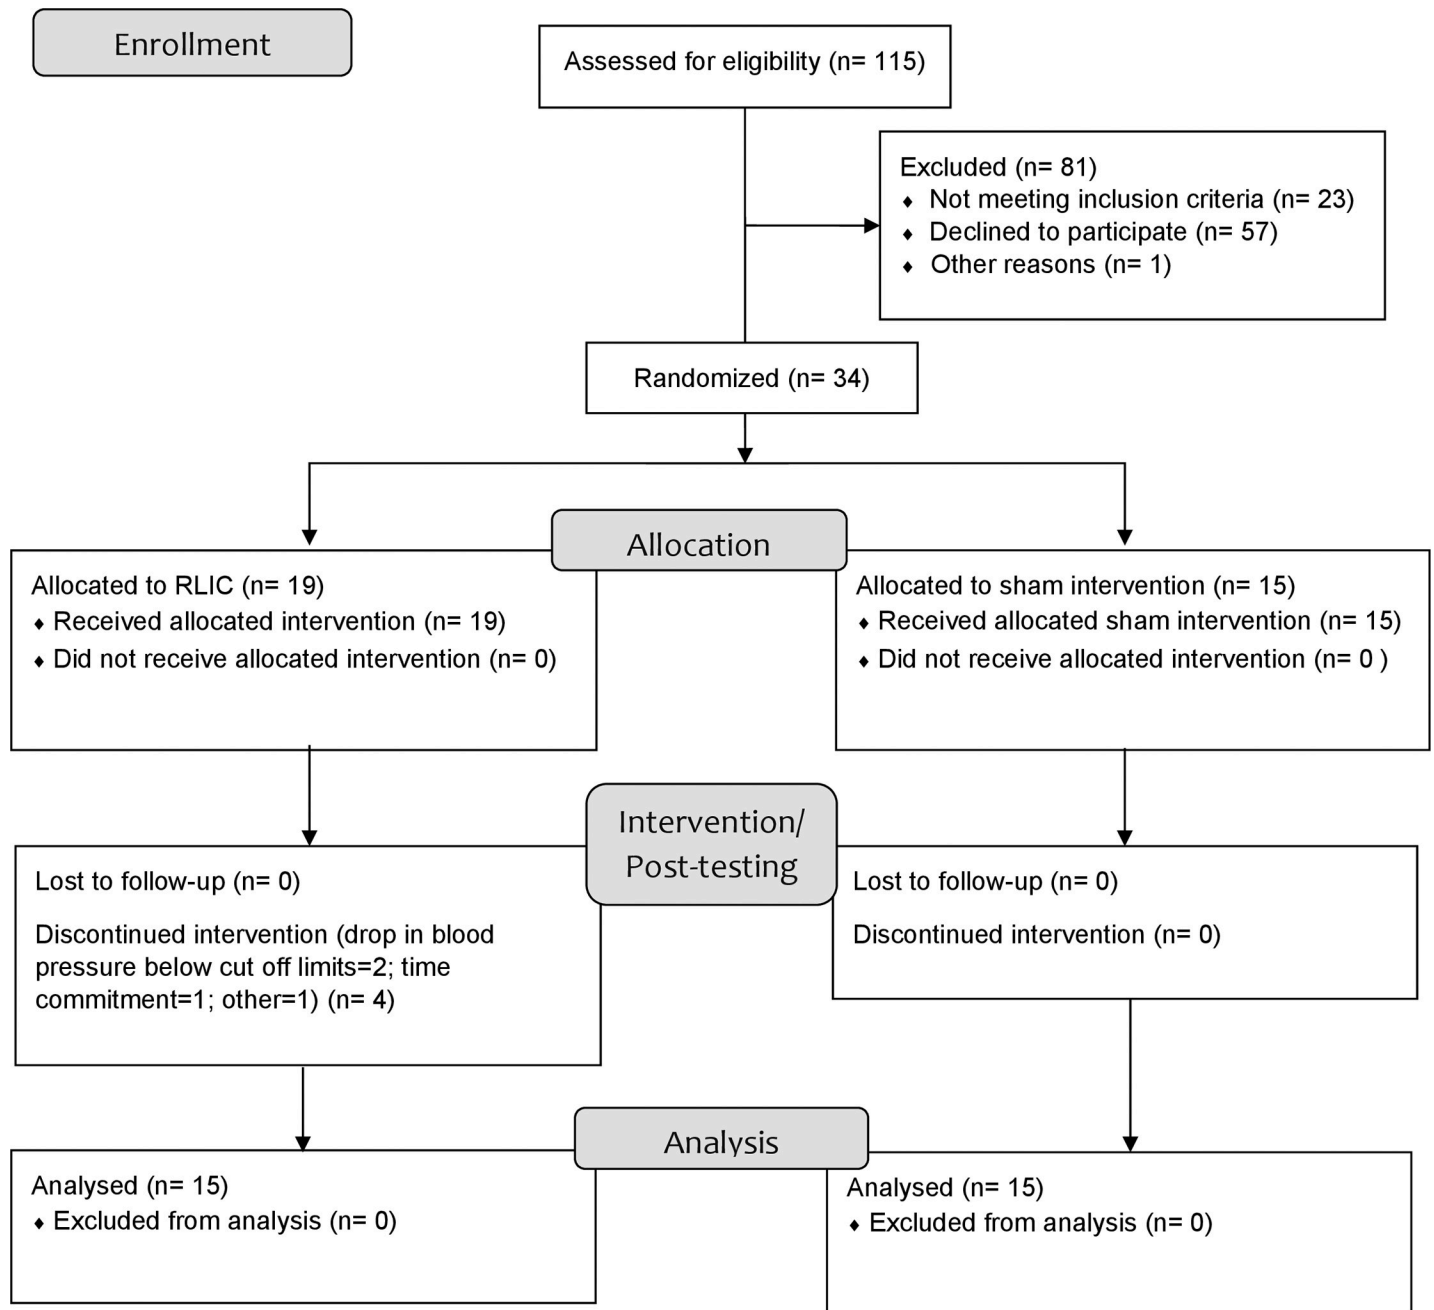 Enrollment
Assessed for eligibility (n= 115)
Excluded (n= 81)
♦ Not meeting inclusion criteria (n= 23)
♦ Declined to participate (n= 57)
♦ Other reasons (n= 1)
Randomized (n= 34)
Allocation
Allocated to RLIC (n= 19)
♦ Received allocated intervention (n= 19)
♦ Did not receive allocated intervention (n= 0)
Allocated to sham intervention (n= 15)
♦ Received allocated sham intervention (n= 15)
♦ Did not receive allocated intervention (n= 0 )
Intervention/
Post-testing
Lost to follow-up (n= 0)
Discontinued intervention (drop in blood
pressure below cut off limits=2; time
commitment=1; other=1) (n= 4)
Lost to follow-up (n= 0)
Discontinued intervention (n= 0)
Analysis
Analysed (n= 15)
♦ Excluded from analysis (n= 0)
Analysed (n= 15)
♦ Excluded from analysis (n= 0)